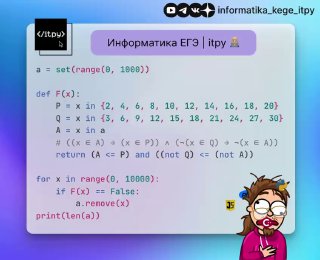 informatika_kege_itpy
</itpy>
Информатика ЕГЭ | itpy
a = set(range(0, 1000))
def F(x):
P = x in {2, 4, 6, 8, 10, 12, 14, 16, 18, 20}
Q = x in {3, 6, 9, 12, 15, 18, 21, 24, 27, 30}
A = x in a
# ((x ∈ A) → (x ∈ P)) ∧ (¬(x ∈ Q) → ¬(x ∈ A))
return (A <= P) and ((not Q) <= (not A))
for x in range(0, 10000):
if F(x) == False:
a.remove(x)
print(len(a))
JS